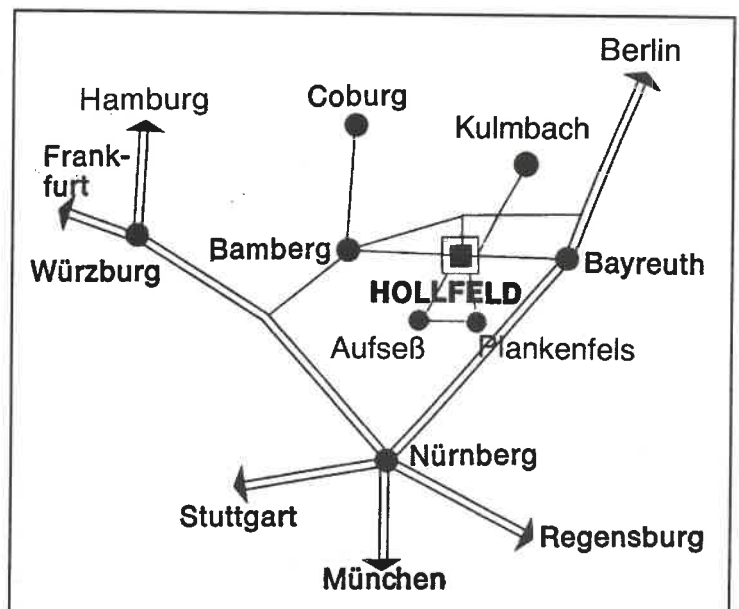 Berlin
Hamburg
Coburg
Kulmbach
Frank-
furt
Bamberg
Würzburg
Bayreuth
HOLLFELD
Aufseß
Plankenfels
Nürnberg
Stuttgart
Regensburg
München